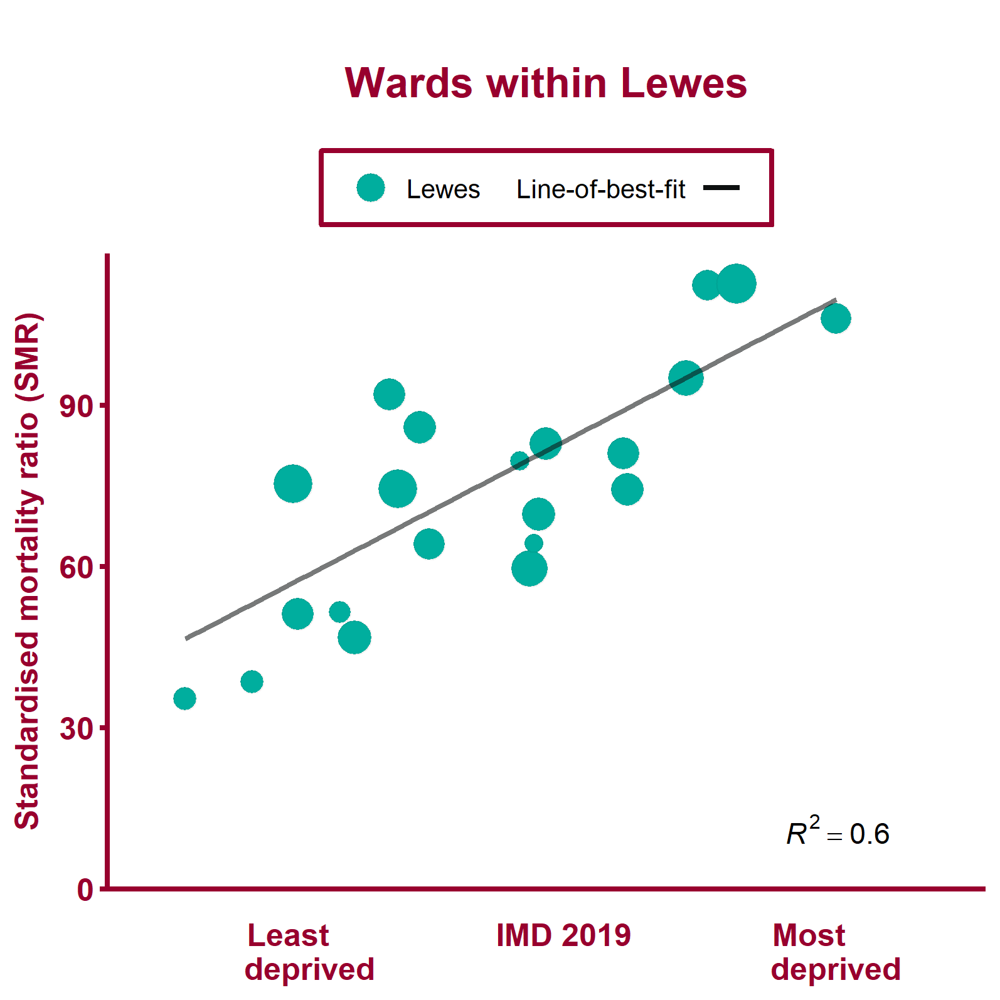 Wards within Lewes
Lewes
Line-of-best-fit
Standardised mortality ratio (SMR)
90
60
30
0
R² = 0.6
Least
deprived
IMD 2019
Most
deprived